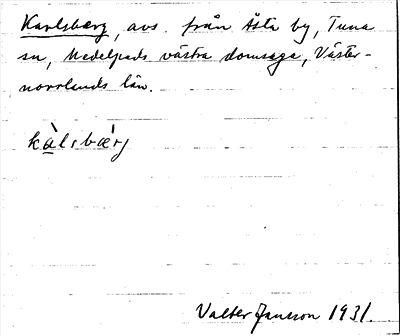 Karlsberg, avs. från Åsta by, Tuna
sn, Medelpads västra domsaga, Väster-
norrlands län.
kàlsbærj
Valter Jansson 1931.